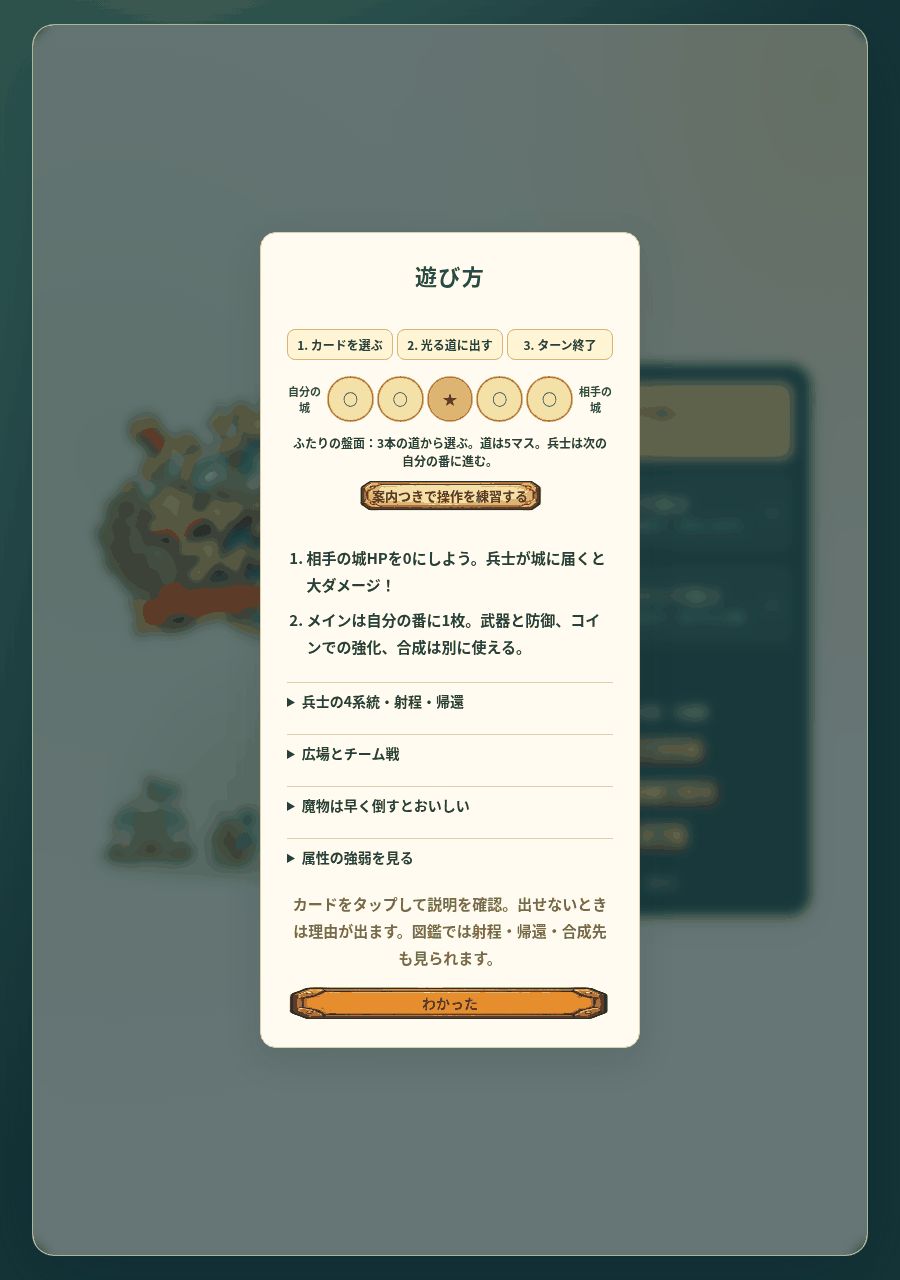 遊び方
1. カードを選ぶ 2. 光る道に出す 3. ターン終了
自分の城 ○ ○ ★ ○ ○ 相手の城
ふたりの盤面：3本の道から選ぶ。道は5マス。兵士は次の
自分の番に進む。
案内つきで操作を練習する
1. 相手の城HPを0にしよう。兵士が城に届くと
大ダメージ！
2. メインは自分の番に1枚。武器と防御、コイ
ンでの強化、合成は別に使える。
▶ 兵士の4系統・射程・帰還
▶ 広場とチーム戦
▶ 魔物は早く倒すとおいしい
▶ 属性の強弱を見る
カードをタップして説明を確認。出せないとき
は理由が出ます。図鑑では射程・帰還・合成先
も見られます。
わかった